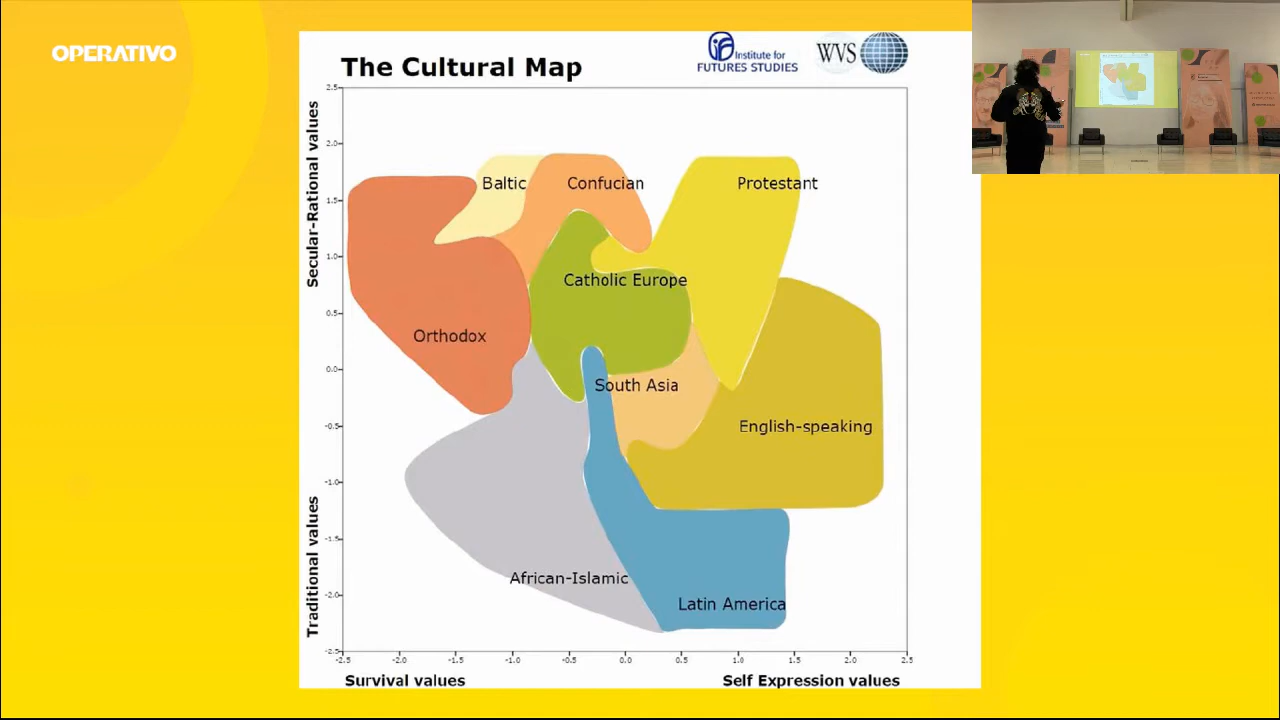 OPERATIVO
The Cultural Map
Institute for
FUTURES STUDIES
WVS
Secular-Rational values
Traditional values
2.5
2.0
1.5
1.0
0.5
0.0
-0.5
-1.0
-1.5
-2.0
-2.5
Baltic
Confucian
Protestant
Catholic Europe
Orthodox
South Asia
English-speaking
African-Islamic
Latin America
-2.5
-2.0
-1.5
-1.0
-0.5
0.0
0.5
1.0
1.5
2.0
2.5
Survival values
Self Expression values